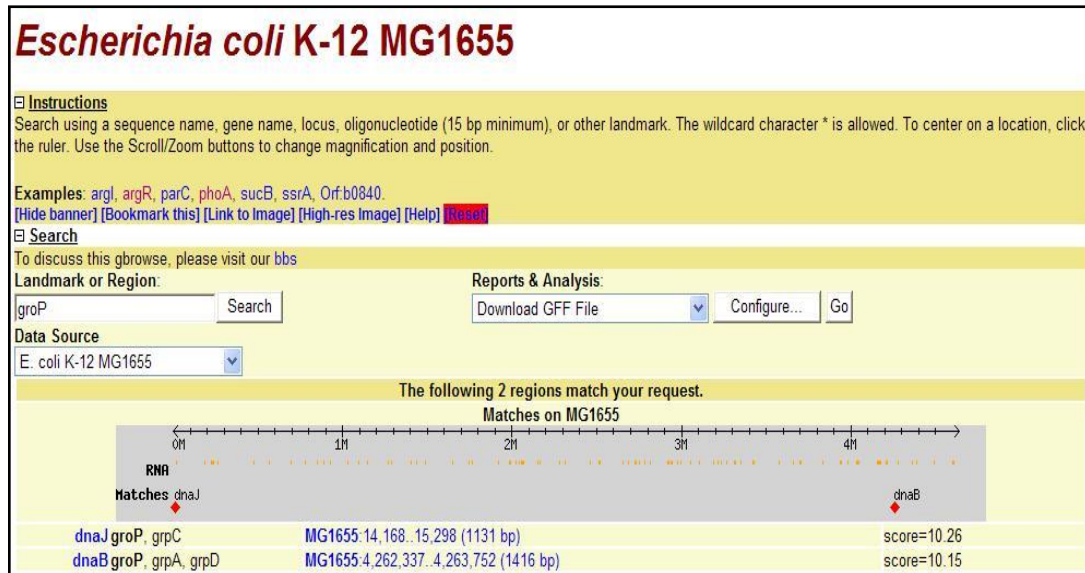 Escherichia coli K-12 MG1655
Instructions
Search using a sequence name, gene name, locus, oligonucleotide (15 bp minimum), or other landmark. The wildcard character * is allowed. To center on a location, click
the ruler. Use the Scroll/Zoom buttons to change magnification and position.
Examples: argI, argR, parC, phoA, sucB, ssrA, Orf:b0840.
[Hide banner] [Bookmark this] [Link to Image] [High-res Image] [Help] [Reset]
Search
To discuss this gbrowse, please visit our bbs
Landmark or Region: Reports & Analysis:
groP Search Download GFF File Configure... Go
Data Source
E. coli K-12 MG1655
The following 2 regions match your request.
Matches on MG1655
0M 1M 2M 3M 4M
RNA
Matches dnaJ dnaB
dnaJ groP, grpC MG1655:14,168..15,298 (1131 bp) score=10.26
dnaB groP, grpA, grpD MG1655:4,262,337..4,263,752 (1416 bp) score=10.15